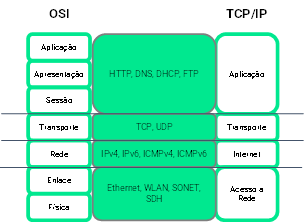 OSI TCP/IP
Aplicação
Apresentação
Sessão
HTTP, DNS, DHCP, FTP
Aplicação
Transporte
TCP, UDP
Transporte
Rede
IPv4, IPv6, ICMPv4, ICMPv6
Internet
Enlace
Física
Ethernet, WLAN, SONET,
SDH
Acesso a
Rede